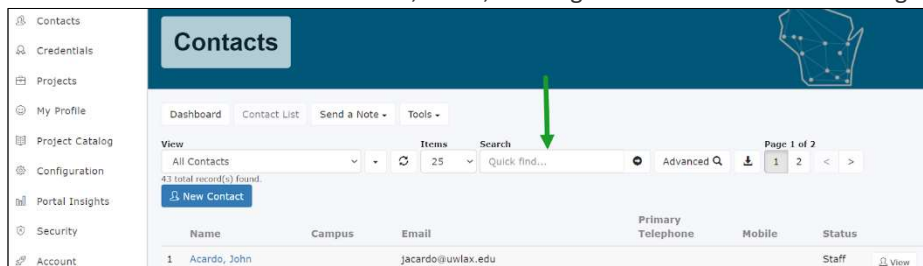 Contacts
Credentials
Projects
My Profile
Project Catalog
Configuration
Portal Insights
Security
Account
Contacts
Dashboard Contact List Send a Note Tools
View Items Search Page 1 of 2
All Contacts 25 Quick find... Advanced 1 2 < >
43 total record(s) found.
New Contact
Name Campus Email Primary Telephone Mobile Status
1 Acardo, John jacardo@uwlax.edu Staff View